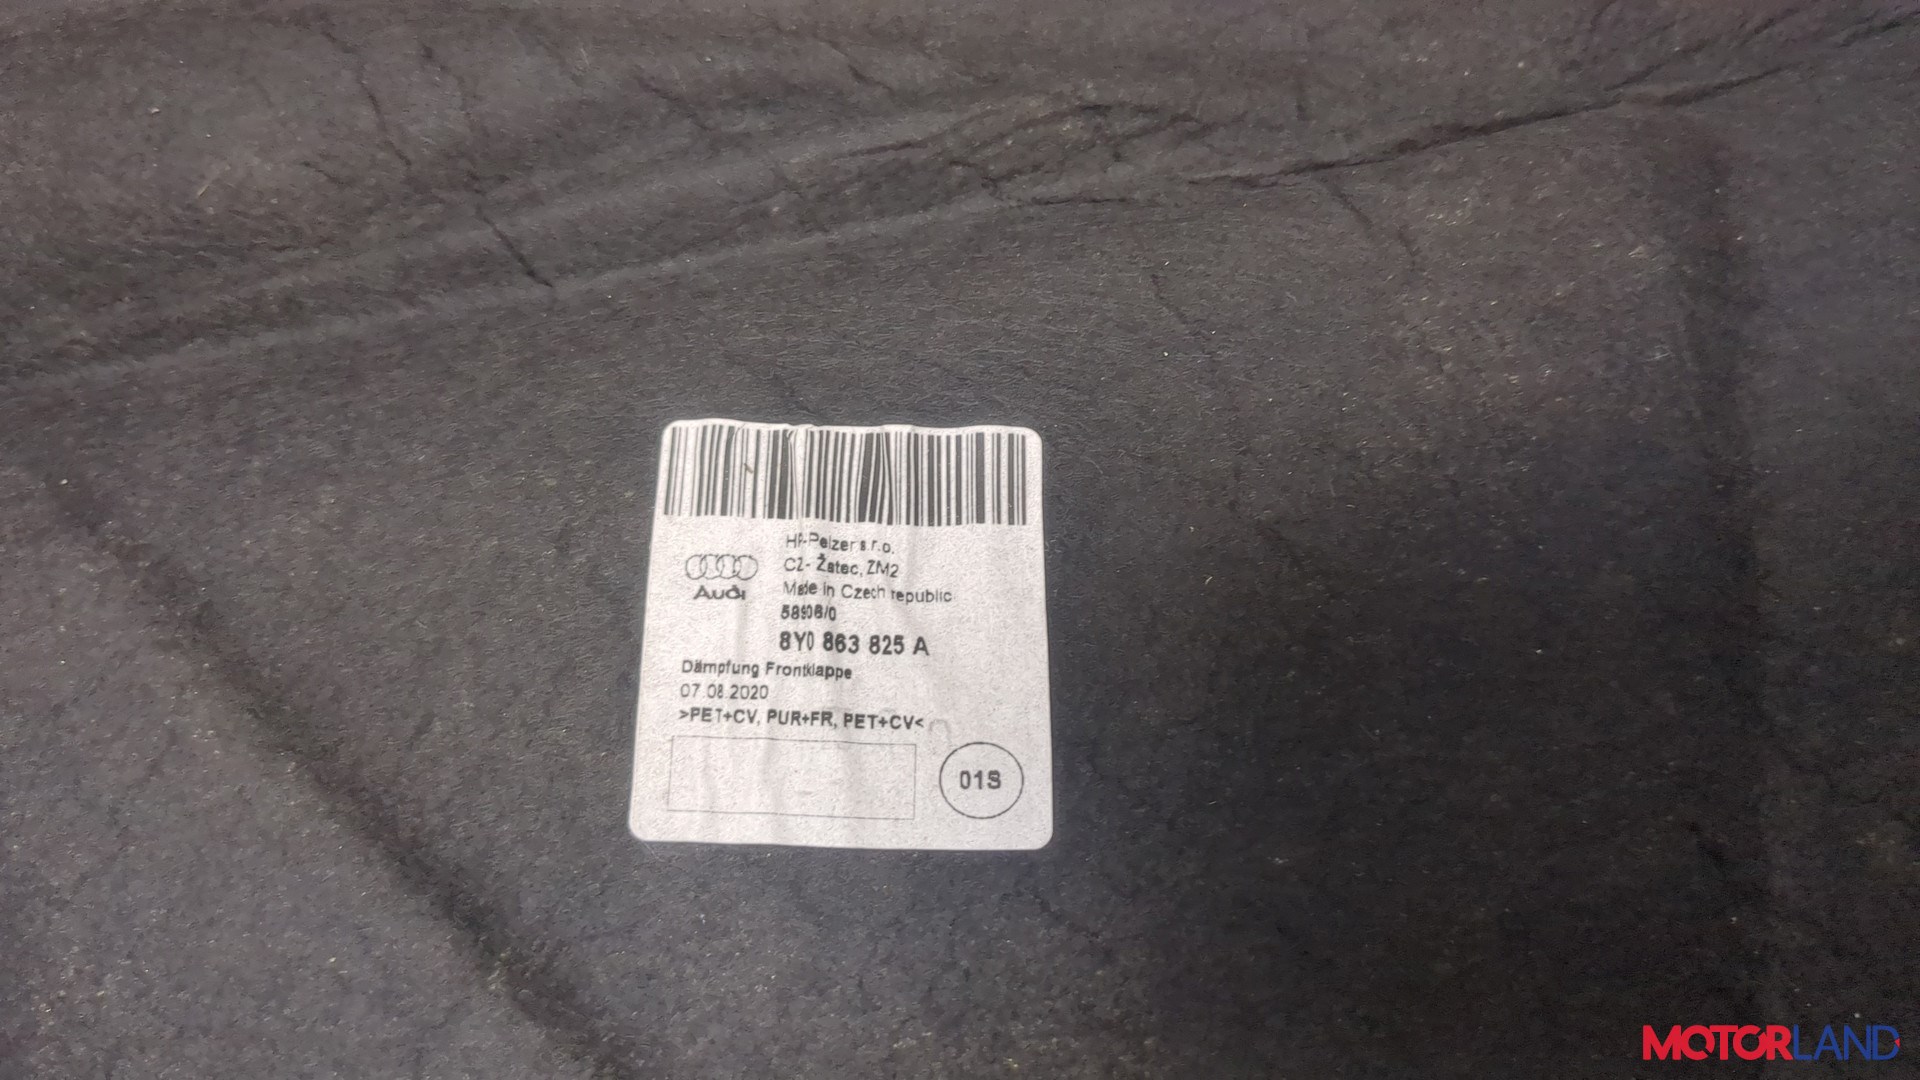 HP-Pelzer s.r.o.
CZ- Žatec, ZM2
Made in Czech republic
58906/0
8Y0 863 825 A
Audi
Dämpfung Frontklappe
07.08.2020
>PET+CV, PUR+FR, PET+CV<
01S
MOTORLAND